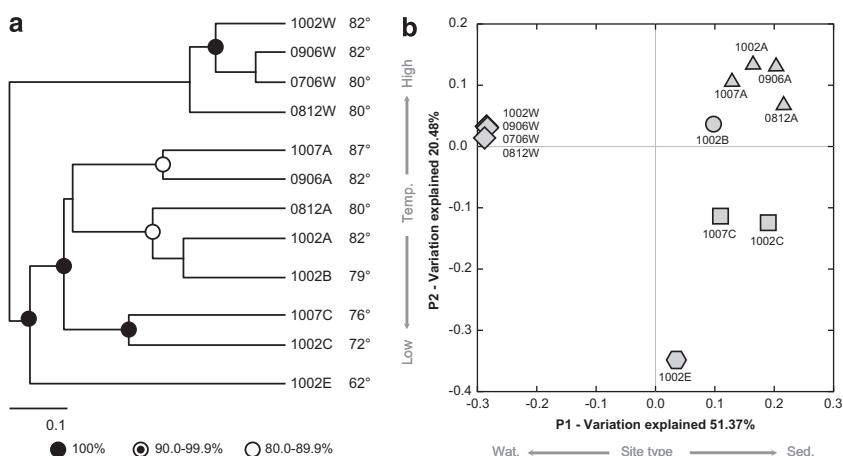 a
1002W 82°
0906W 82°
0706W 80°
0812W 80°
1007A 87°
0906A 82°
0812A 80°
1002A 82°
1002B 79°
1007C 76°
1002C 72°
1002E 62°
0.1
100%
90.0-99.9%
80.0-89.9%
High
Temp.
Low
b
P2 - Variation explained 20.48%
0.2
0.1
0.0
-0.1
-0.2
-0.3
-0.4
1002A
0906A
1007A
0812A
1002W
0906W
0706W
0812W
1002B
1007C
1002C
1002E
-0.3
-0.2
-0.1
0.0
0.1
0.2
0.3
P1 - Variation explained 51.37%
Wat.
Site type
Sed.